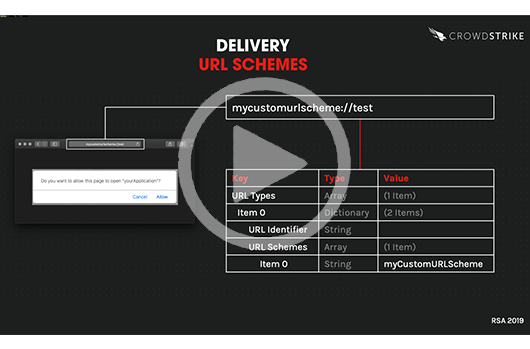 DELIVERY
URL SCHEMES
CROWDSTRIKE
mycustomurlscheme://test
Do you want to allow this page to open "yourApplication"?
Cancel Allow
Key Type Value
URL Types Array (1 Item)
Item 0 Dictionary (2 Items)
URL Identifier String
URL Schemes Array (1 Item)
Item 0 String myCustomURLScheme
RSA 2019